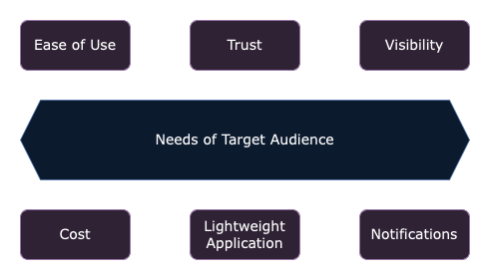 Ease of Use
Trust
Visibility
Needs of Target Audience
Cost
Lightweight
Application
Notifications